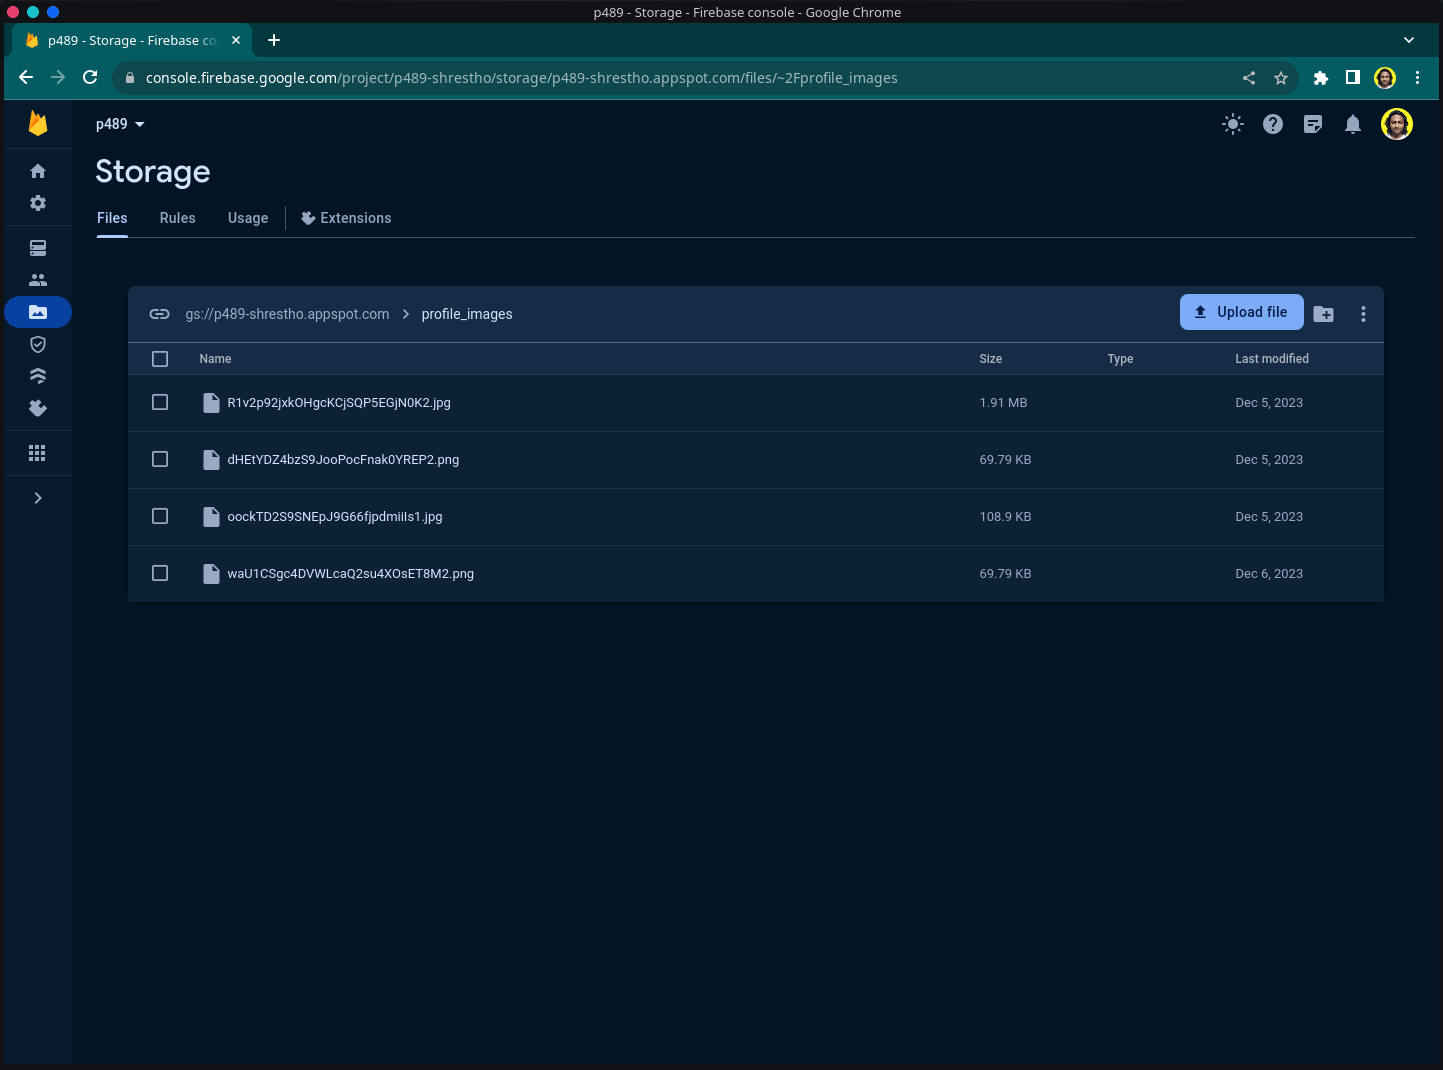 p489 - Storage - Firebase console - Google Chrome
p489 - Storage - Firebase co
console.firebase.google.com/project/p489-shrestho/storage/p489-shrestho.appspot.com/files/~2Fprofile_images
p489
Storage
Files Rules Usage Extensions
gs://p489-shrestho.appspot.com profile_images Upload file
Name Size Type Last modified
R1v2p92jxkOHgcKCjSQP5EGjN0K2.jpg 1.91 MB Dec 5, 2023
dHEtYDZ4bzS9JooPocFnak0YREP2.png 69.79 KB Dec 5, 2023
oockTD2S9SNEpJ9G66fjpdmiiIs1.jpg 108.9 KB Dec 5, 2023
waU1CSgc4DVWLcaQ2su4XOsET8M2.png 69.79 KB Dec 6, 2023